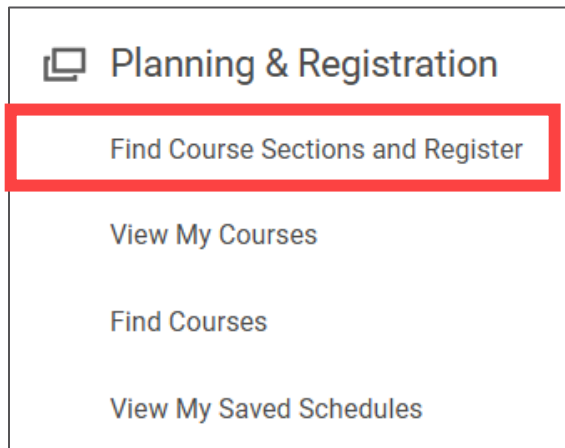 Planning & Registration
Find Course Sections and Register
View My Courses
Find Courses
View My Saved Schedules